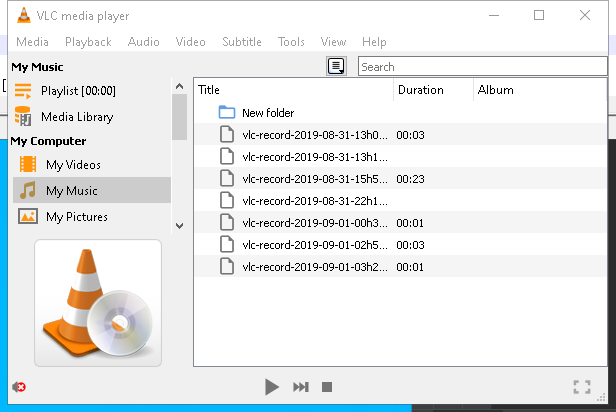 VLC media player
Media Playback Audio Video Subtitle Tools View Help
My Music
Search
Playlist [00:00]
Media Library
My Computer
My Videos
My Music
My Pictures
Title Duration Album
New folder
vlc-record-2019-08-31-13h0... 00:03
vlc-record-2019-08-31-13h1...
vlc-record-2019-08-31-15h5... 00:23
vlc-record-2019-08-31-22h1...
vlc-record-2019-09-01-00h3... 00:01
vlc-record-2019-09-01-02h5... 00:03
vlc-record-2019-09-01-03h2... 00:01